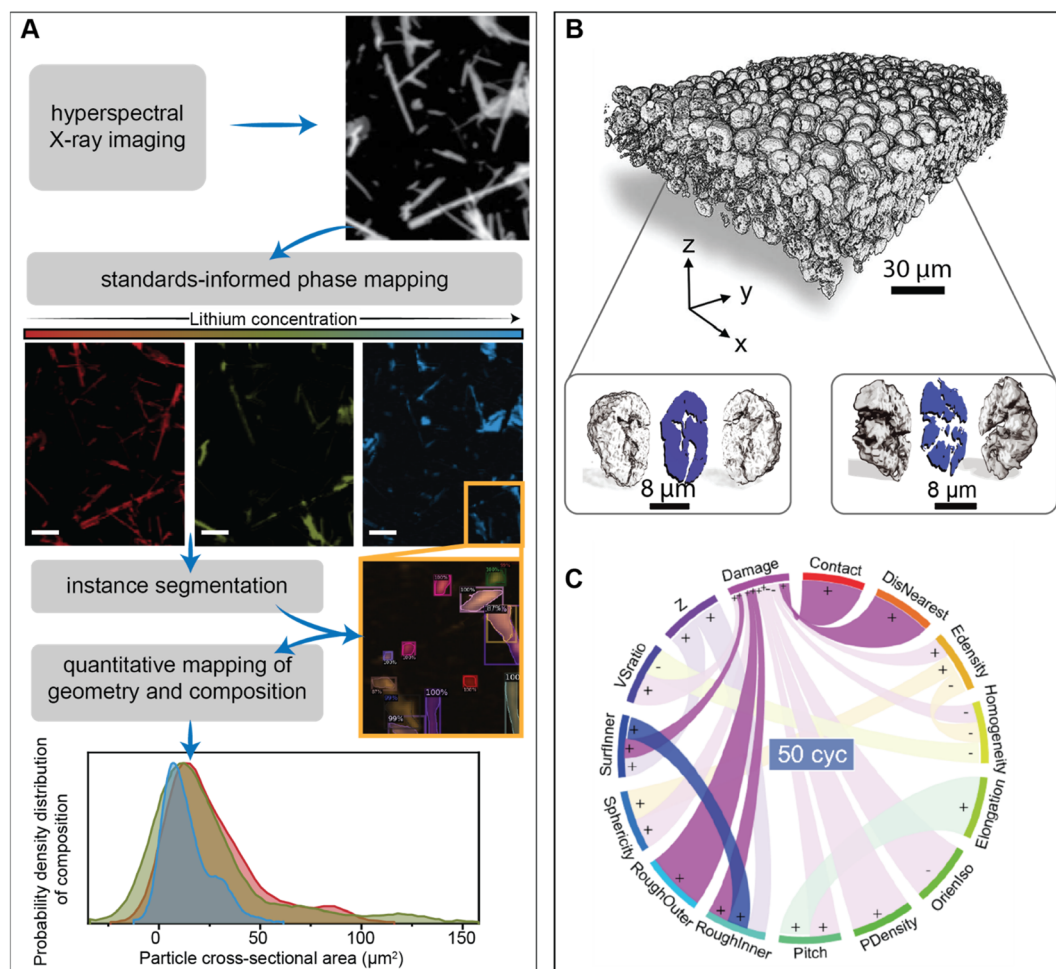 A
hyperspectral
X-ray imaging
standards-informed phase mapping
Lithium concentration
instance segmentation
quantitative mapping of
geometry and composition
100%
87%
100%
99%
Probability density distribution
of composition
0
50
100
150
Particle cross-sectional area (µm²)
B
z
y
x
30 µm
8 µm
8 µm
C
Damage
Contact
DisNearest
Edensity
Homogeneity
Elongation
OrienIso
PDensity
Pitch
RoughInner
RoughOuter
Sphericity
SurfInner
VSratio
Z
50 cyc